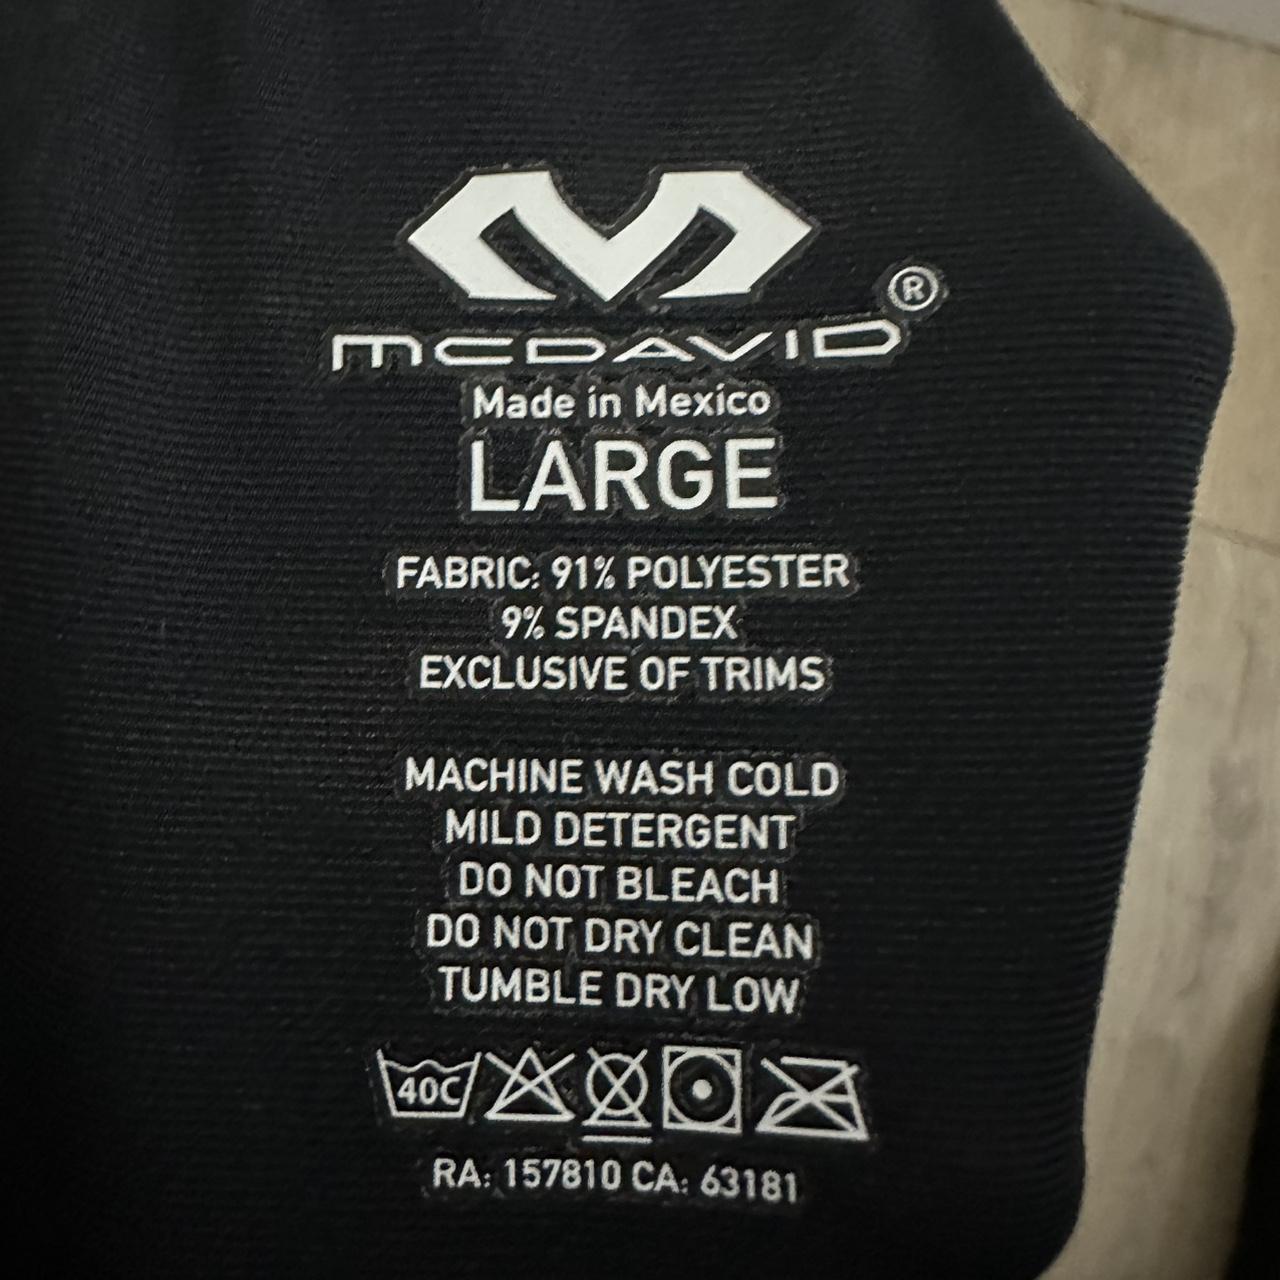 MCDAVID®
Made in Mexico
LARGE
FABRIC: 91% POLYESTER
9% SPANDEX
EXCLUSIVE OF TRIMS
MACHINE WASH COLD
MILD DETERGENT
DO NOT BLEACH
DO NOT DRY CLEAN
TUMBLE DRY LOW
40C
RA: 157810 CA: 63181